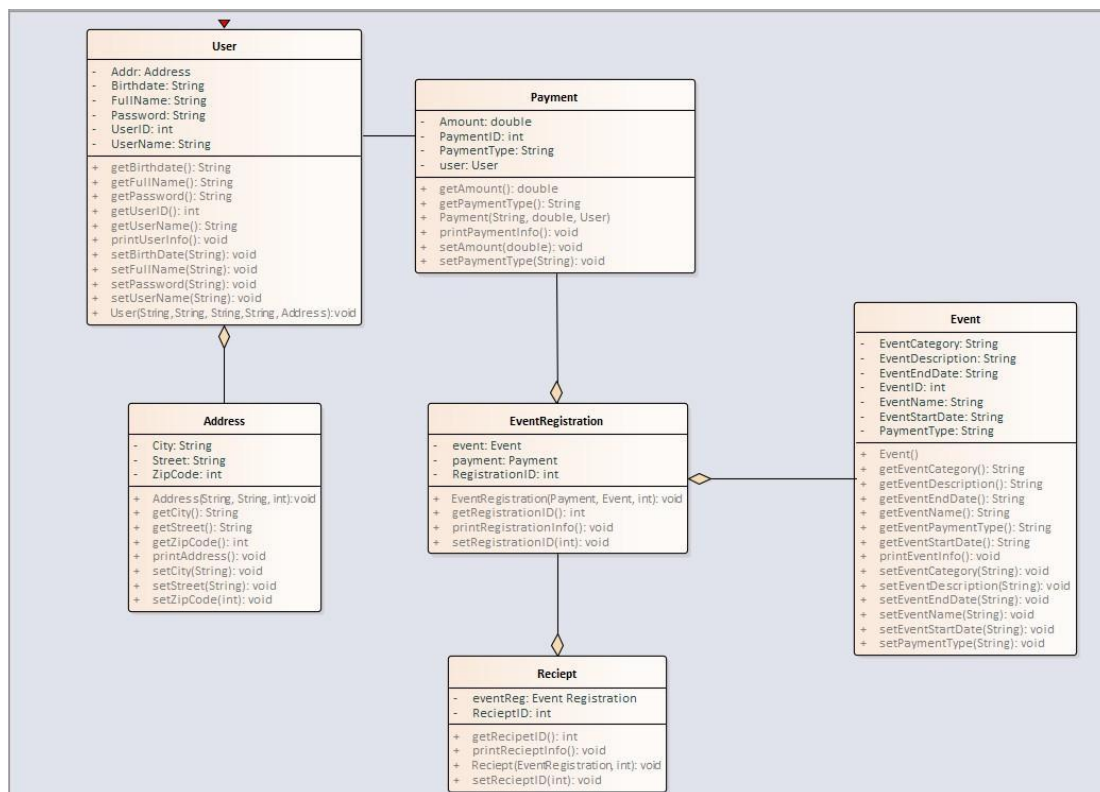 User
- Addr: Address
- Birthdate: String
- FullName: String
- Password: String
- UserID: int
- UserName: String
+ getBirthdate(): String
+ getFullName(): String
+ getPassword(): String
+ getUserID(): int
+ getUserName(): String
+ printUserInfo(): void
+ setBirthDate(String): void
+ setFullName(String): void
+ setPassword(String): void
+ setUserName(String): void
+ User(String,String, String,String, Address):void
Payment
- Amount: double
- PaymentID: int
- PaymentType: String
- user: User
+ getAmount(): double
+ getPaymentType(): String
+ Payment(String, double, User)
+ printPaymentInfo(): void
+ setAmount(double): void
+ setPaymentType(String): void
Event
- EventCategory: String
- EventDescription: String
- EventEndDate: String
- EventID: int
- EventName: String
- EventStartDate: String
- PaymentType: String
+ Event()
+ getEventCategory(): String
+ getEventDescription(): String
+ getEventEndDate(): String
+ getEventName(): String
+ getEventPaymentType(): String
+ getEventStartDate(): String
+ printEventInfo(): void
+ setEventCategory(String): void
+ setEventDescription(String): void
+ setEventEndDate(String): void
+ setEventName(String): void
+ setEventStartDate(String): void
+ setPaymentType(String): void
Address
- City: String
- Street: String
- ZipCode: int
+ Address(String, String, int):void
+ getCity(): String
+ getStreet(): String
+ getZipCode(): int
+ printAddress(): void
+ setCity(String): void
+ setStreet(String): void
+ setZipCode(int): void
EventRegistration
- event: Event
- payment: Payment
- RegistrationID: int
+ EventRegistration(Payment, Event, int): void
+ getRegistrationID(): int
+ printRegistrationInfo(): void
+ setRegistrationID(int): void
Reciept
- eventReg: Event Registration
- RecieptID: int
+ getRecipetID(): int
+ printRecieptInfo(): void
+ Reciept(EventRegistration, int): void
+ setRecieptID(int): void